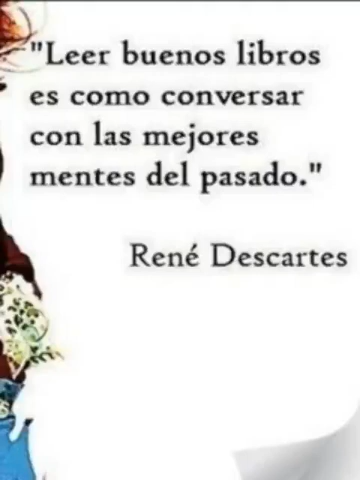 "Leer buenos libros
es como conversar
con las mejores
mentes del pasado."
René Descartes